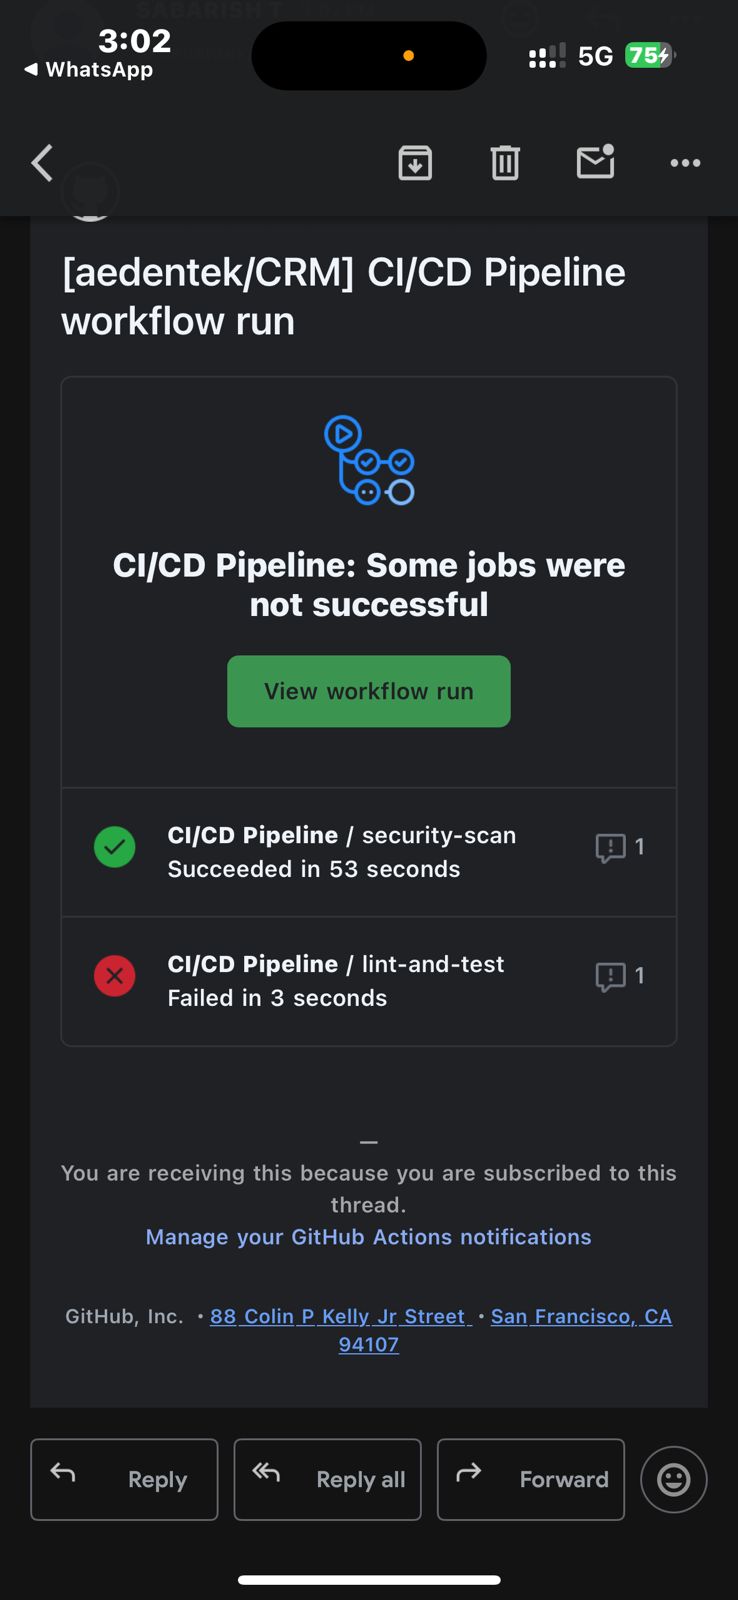 SABARISH T
3:02
5G
75
◀ WhatsApp
[aedentek/CRM] CI/CD Pipeline
workflow run
CI/CD Pipeline: Some jobs were
not successful
View workflow run
CI/CD Pipeline / security-scan
Succeeded in 53 seconds
1
CI/CD Pipeline / lint-and-test
Failed in 3 seconds
1
—
You are receiving this because you are subscribed to this
thread.
Manage your GitHub Actions notifications
GitHub, Inc. ・88 Colin P Kelly Jr Street ・San Francisco, CA
94107
Reply
Reply all
Forward